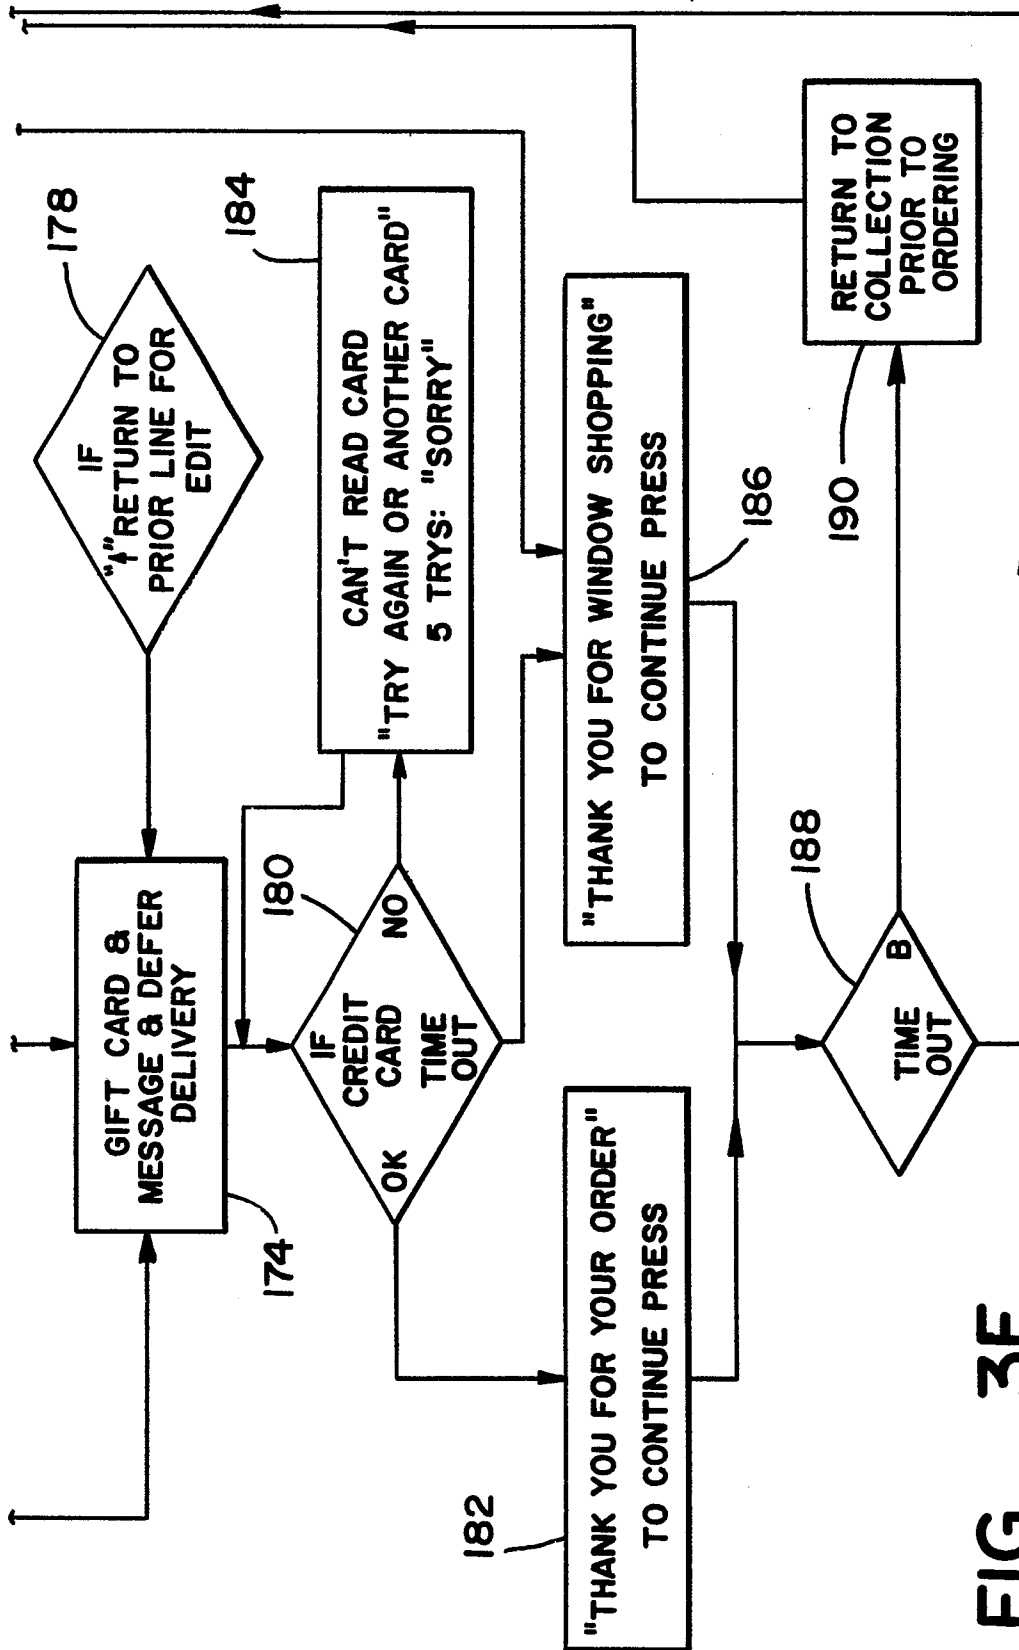 IF
"↑" RETURN TO
PRIOR LINE FOR
EDIT
178
GIFT CARD &
MESSAGE & DEFER
DELIVERY
174
CAN'T READ CARD
"TRY AGAIN OR ANOTHER CARD"
5 TRYS: "SORRY"
184
IF
CREDIT
CARD
TIME
OUT
OK
NO
180
"THANK YOU FOR YOUR ORDER"
TO CONTINUE PRESS
182
"THANK YOU FOR WINDOW SHOPPING"
TO CONTINUE PRESS
186
TIME
OUT
B
188
RETURN TO
COLLECTION
PRIOR TO
ORDERING
190
FIG 3